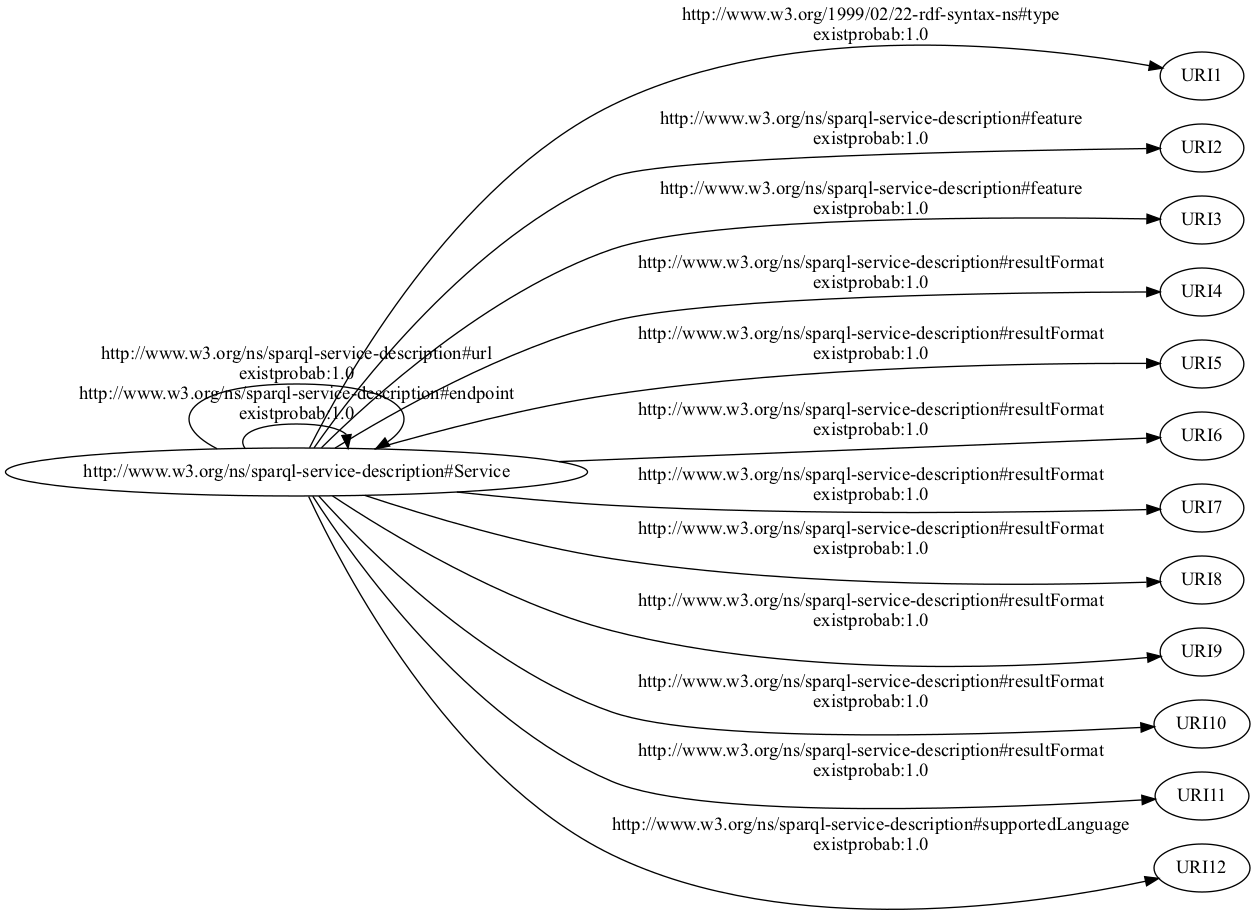 http://www.w3.org/1999/02/22-rdf-syntax-ns#type
existprobab:1.0
URI1
http://www.w3.org/ns/sparql-service-description#feature
existprobab:1.0
URI2
http://www.w3.org/ns/sparql-service-description#feature
existprobab:1.0
URI3
http://www.w3.org/ns/sparql-service-description#resultFormat
existprobab:1.0
URI4
http://www.w3.org/ns/sparql-service-description#resultFormat
existprobab:1.0
URI5
http://www.w3.org/ns/sparql-service-description#url
existprobab:1.0
http://www.w3.org/ns/sparql-service-description#endpoint
existprobab:1.0
http://www.w3.org/ns/sparql-service-description#resultFormat
existprobab:1.0
URI6
http://www.w3.org/ns/sparql-service-description#Service
http://www.w3.org/ns/sparql-service-description#resultFormat
existprobab:1.0
URI7
http://www.w3.org/ns/sparql-service-description#resultFormat
existprobab:1.0
URI8
http://www.w3.org/ns/sparql-service-description#resultFormat
existprobab:1.0
URI9
http://www.w3.org/ns/sparql-service-description#resultFormat
existprobab:1.0
URI10
http://www.w3.org/ns/sparql-service-description#resultFormat
existprobab:1.0
URI11
http://www.w3.org/ns/sparql-service-description#supportedLanguage
existprobab:1.0
URI12